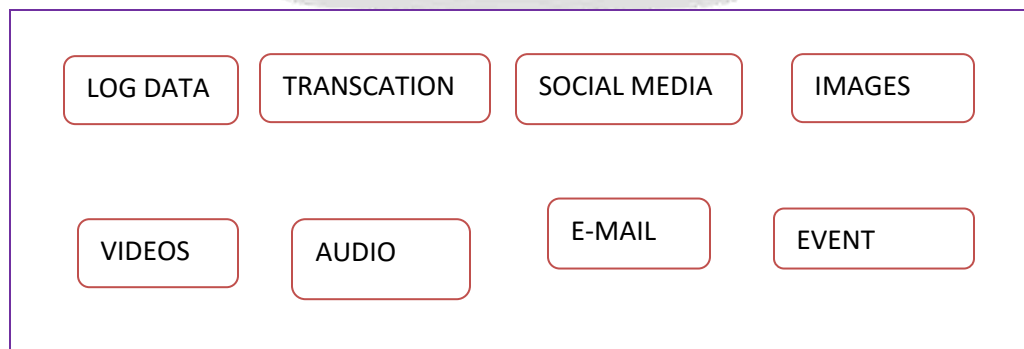 LOG DATA
TRANSCATION
SOCIAL MEDIA
IMAGES
VIDEOS
AUDIO
E-MAIL
EVENT